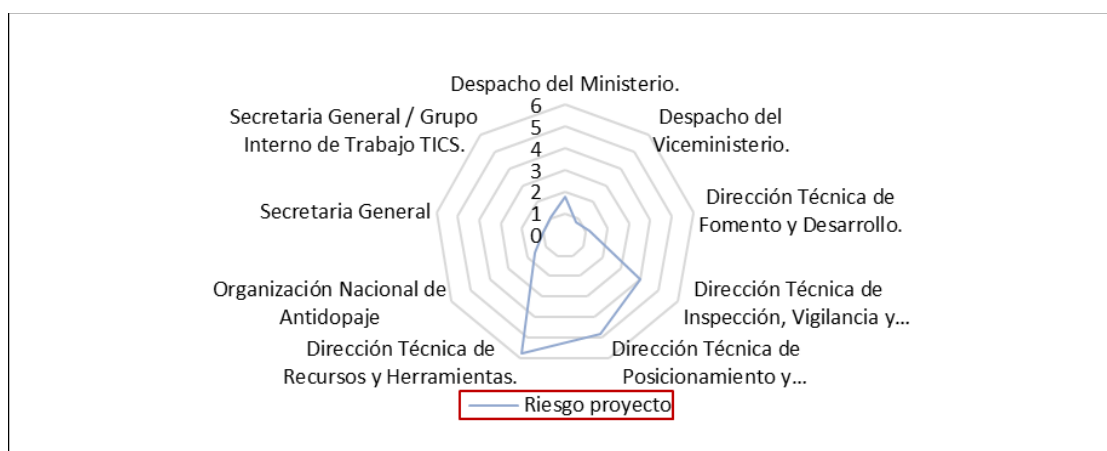 Despacho del Ministerio.
6
5
4
3
2
1
0
Despacho del
Viceministerio.
Dirección Técnica de
Fomento y Desarrollo.
Dirección Técnica de
Inspección, Vigilancia y...
Dirección Técnica de
Posicionamiento y...
Dirección Técnica de
Recursos y Herramientas.
Organización Nacional de
Antidopaje
Secretaria General
Secretaria General / Grupo
Interno de Trabajo TICS.
Riesgo proyecto